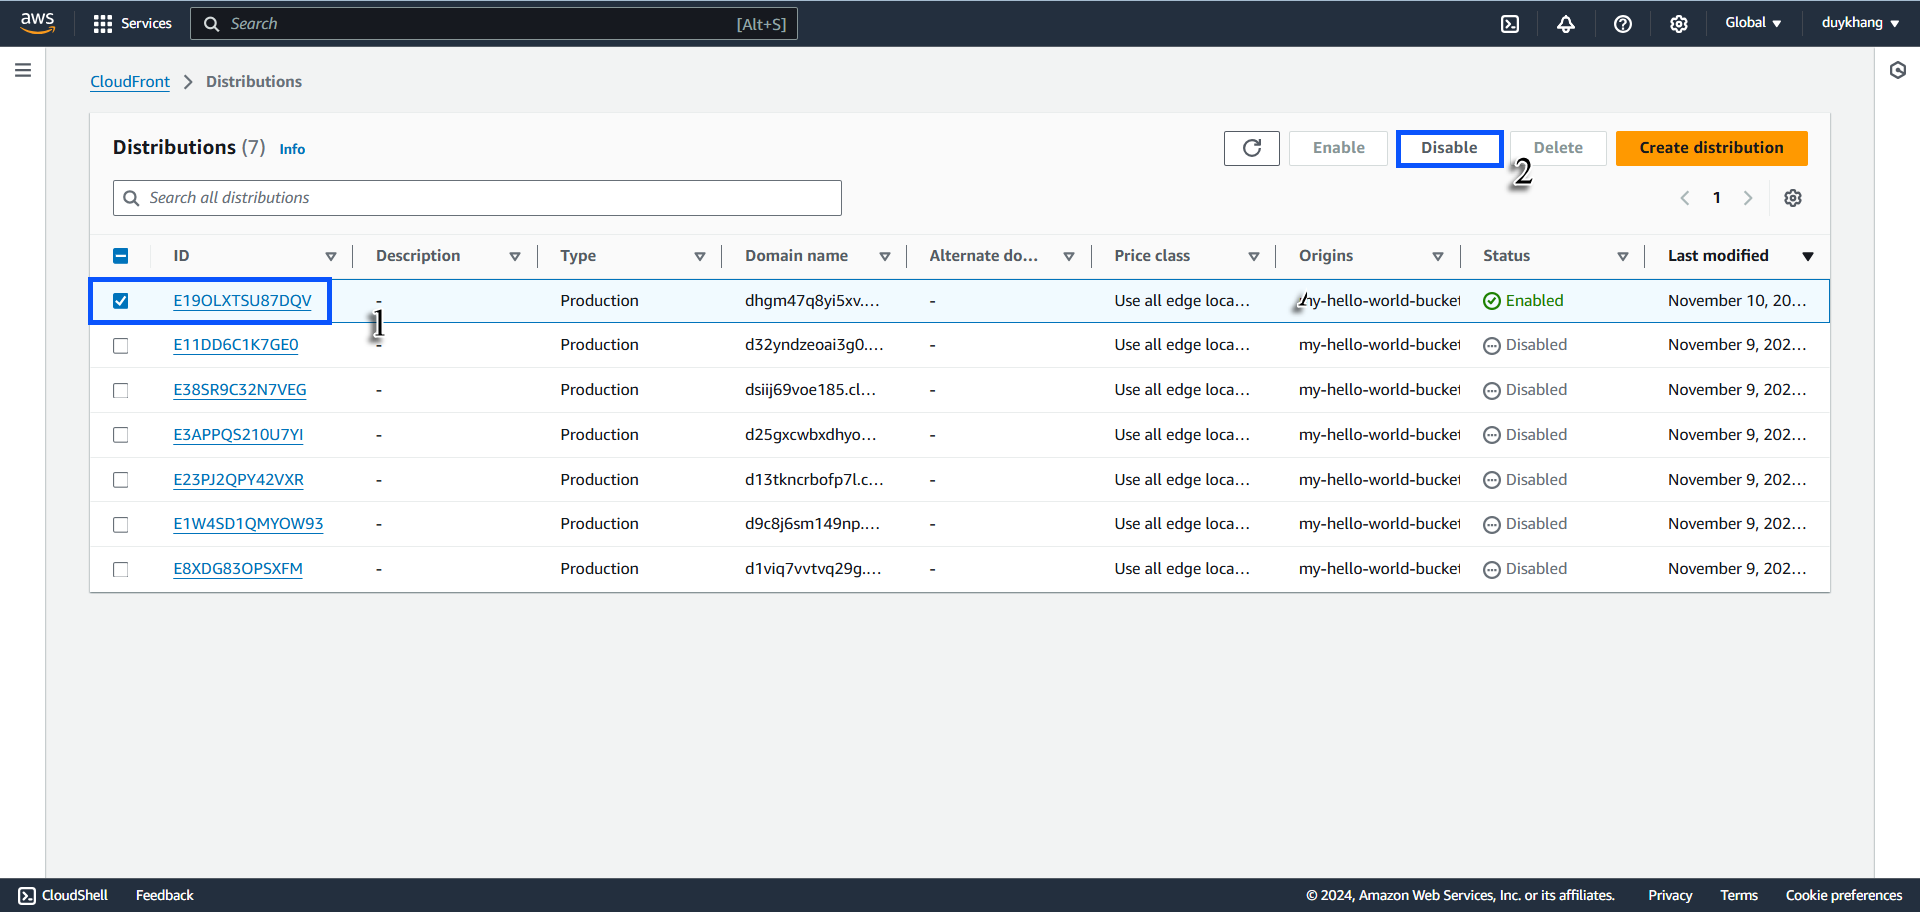 aws Services Search [Alt+S] Global duykhang
CloudFront Distributions
Distributions (7) Info Enable Disable Delete Create distribution
2
Search all distributions 1
ID Description Type Domain name Alternate do... Price class Origins Status Last modified
E19OLXTSU87DQV - Production dhgm47q8yi5xv.... - Use all edge loca... my-hello-world-bucket Enabled November 10, 20...
1
E11DD6C1K7GE0 - Production d32yndzeoai3g0.... - Use all edge loca... my-hello-world-bucket Disabled November 9, 202...
E38SR9C32N7VEG - Production dsiij69voe185.cl... - Use all edge loca... my-hello-world-bucket Disabled November 9, 202...
E3APPQS210U7YI - Production d25gxcwbxdhyo... - Use all edge loca... my-hello-world-bucket Disabled November 9, 202...
E23PJ2QPY42VXR - Production d13tkncrbofp7l.c... - Use all edge loca... my-hello-world-bucket Disabled November 9, 202...
E1W4SD1QMYOW93 - Production d9c8j6sm149np.... - Use all edge loca... my-hello-world-bucket Disabled November 9, 202...
E8XDG83OPSXFM - Production d1viq7vvtvq29g.... - Use all edge loca... my-hello-world-bucket Disabled November 9, 202...
CloudShell Feedback © 2024, Amazon Web Services, Inc. or its affiliates. Privacy Terms Cookie preferences